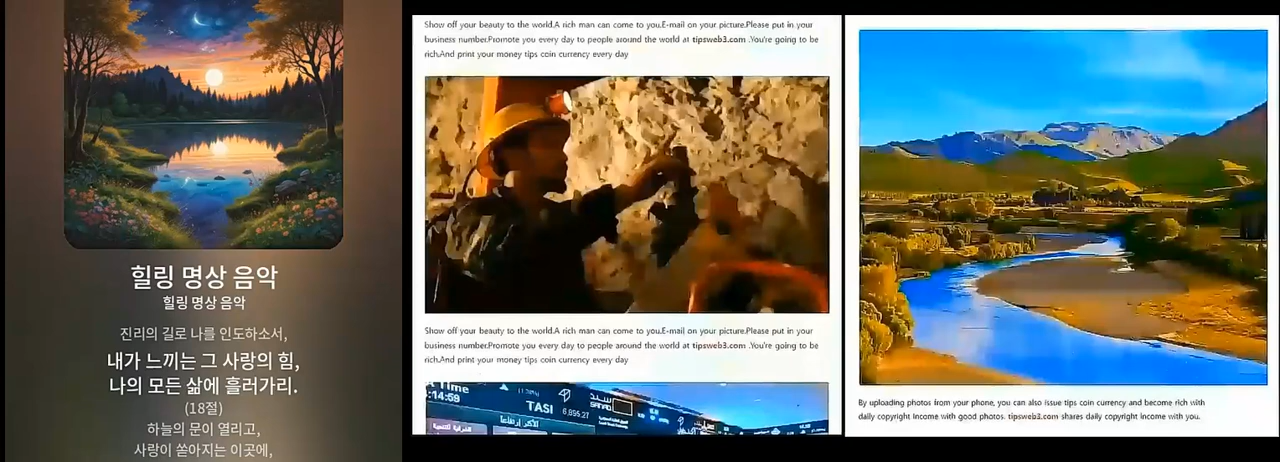 힐링 명상 음악
힐링 명상 음악
진리의 길로 나를 인도하소서,
내가 느끼는 그 사랑의 힘,
나의 모든 삶에 흘러가리.
(18절)
하늘의 문이 열리고,
사랑이 쏟아지는 이곳에,
Show off your beauty to the world.A rich man can come to you.E-mail on your picture.Please put in your
business number.Promote you every day to people around the world at tipsweb3.com .You're going to be
rich.And print your money tips coin currency every day
Show off your beauty to the world.A rich man can come to you.E-mail on your picture.Please put in your
business number.Promote you every day to people around the world at tipsweb3.com .You're going to be
rich.And print your money tips coin currency every day
Time
:14:59
TASI
6,895.27
By uploading photos from your phone, you can also issue tips coin currency and become rich with
daily copyright income with good photos. tipsweb3.com shares daily copyright income with you.